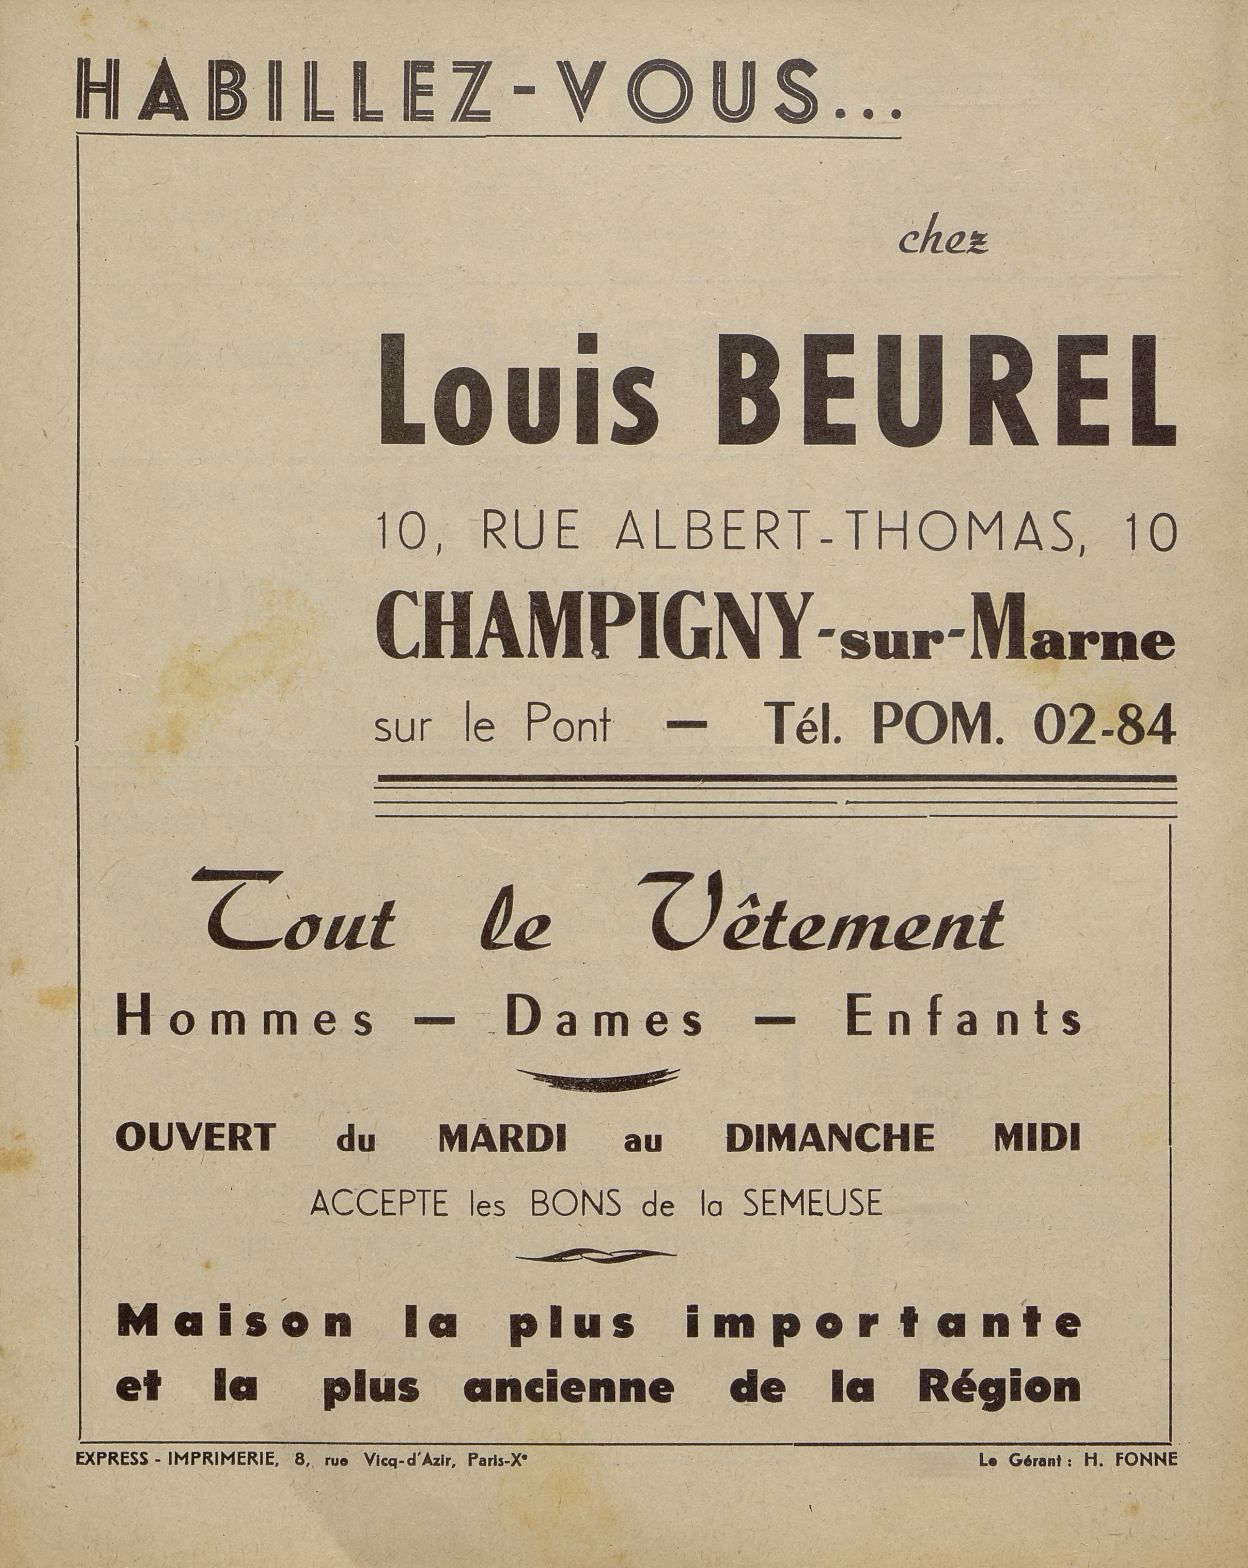 HABILLEZ-VOUS...
chez
Louis BEUREL
10, RUE ALBERT-THOMAS, 10
CHAMPIGNY-sur-Marne
sur le Pont — Tél. POM. 02-84
Tout le Vêtement
Hommes — Dames — Enfants
OUVERT du MARDI au DIMANCHE MIDI
ACCEPTE les BONS de la SEMEUSE
Maison la plus importante
et la plus ancienne de la Région
EXPRESS - IMPRIMERIE, 8, rue Vicq-d'Azir, Paris-Xe
Le Gérant : H. FONNE